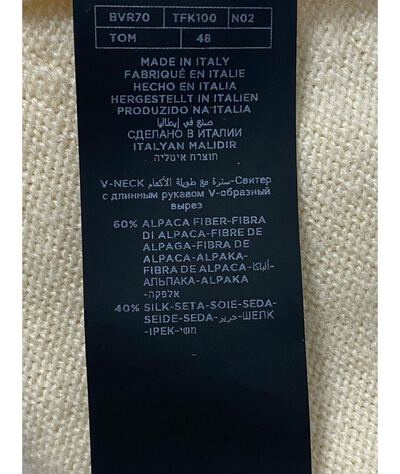 BVR70 TFK100 N02
TOM 48
MADE IN ITALY
FABRIQUÉ EN ITALIE
HECHO EN ITALIA
HERGESTELLT IN ITALIEN
PRODUZIDO NA ITALIA
صنع في إيطاليا
СДЕЛАНО В ИТАЛИИ
ITALYAN MALIDIR
תוצרת איטליה
V-NECK سترة مع طويلة الأكمام-Свитер
с длинным рукавом V-образный
вырез
60% ALPACA FIBER-FIBRA
DI ALPACA-FIBRE DE
ALPAGA-FIBRA DE
ALPACA-ALPAKA-
FIBRA DE ALPACA-ألباكا-
АЛЬПАКА-ALPAKA
-אלפקה-
40% SILK-SETA-SOIE-SEDA-
SEIDE-SEDA-حرير-ШЕЛК
-IPEK-משי-